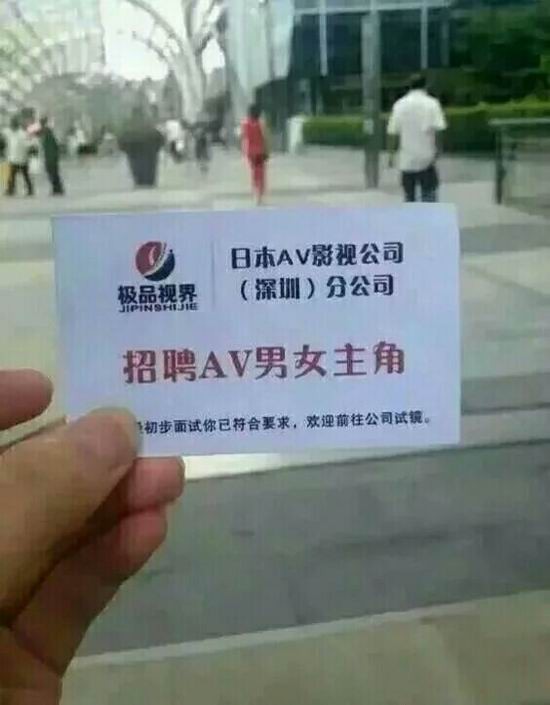 极品视界
JIPINSHIJIE
日本AV影视公司
（深圳）分公司
招聘AV男女主角
初步面试你已符合要求，欢迎前往公司试镜。